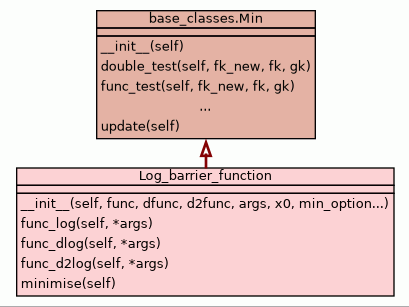 base_classes.Min
__init__(self)
double_test(self, fk_new, fk, gk)
func_test(self, fk_new, fk, gk)
...
update(self)
Log_barrier_function
__init__(self, func, dfunc, d2func, args, x0, min_option...)
func_log(self, *args)
func_dlog(self, *args)
func_d2log(self, *args)
minimise(self)